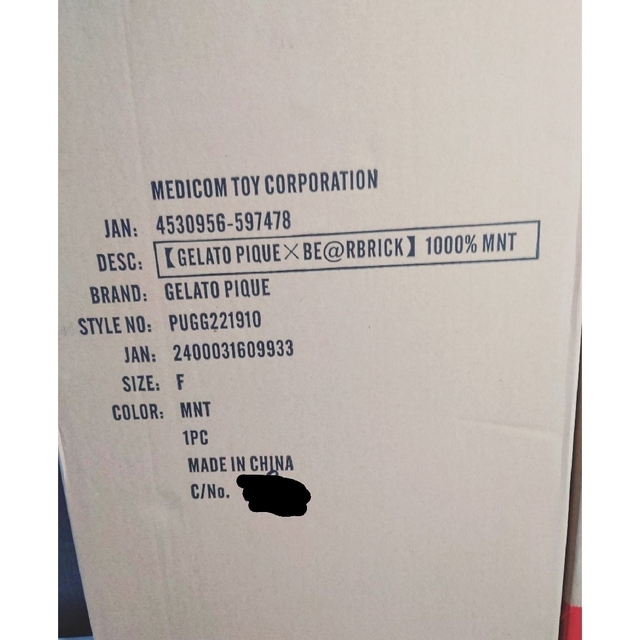 MEDICOM TOY CORPORATION
JAN: 4530956-597478
DESC: 【GELATO PIQUE×BE@RBRICK】 1000% MNT
BRAND: GELATO PIQUE
STYLE NO: PUGG221910
JAN: 2400031609933
SIZE: F
COLOR: MNT
1PC
MADE IN CHINA
C/No.